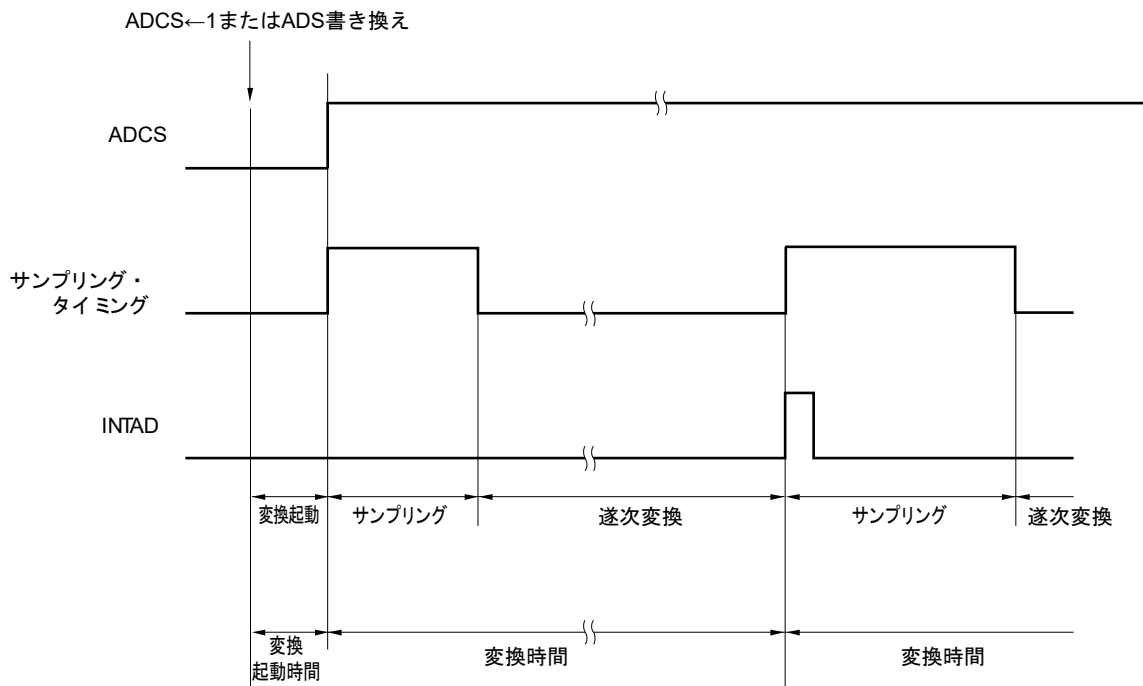 ADCS←1またはADS書き換え
ADCS
サンプリング・
タイミング
INTAD
変換起動
サンプリング
遂次変換
サンプリング
遂次変換
変換
起動時間
変換時間
変換時間